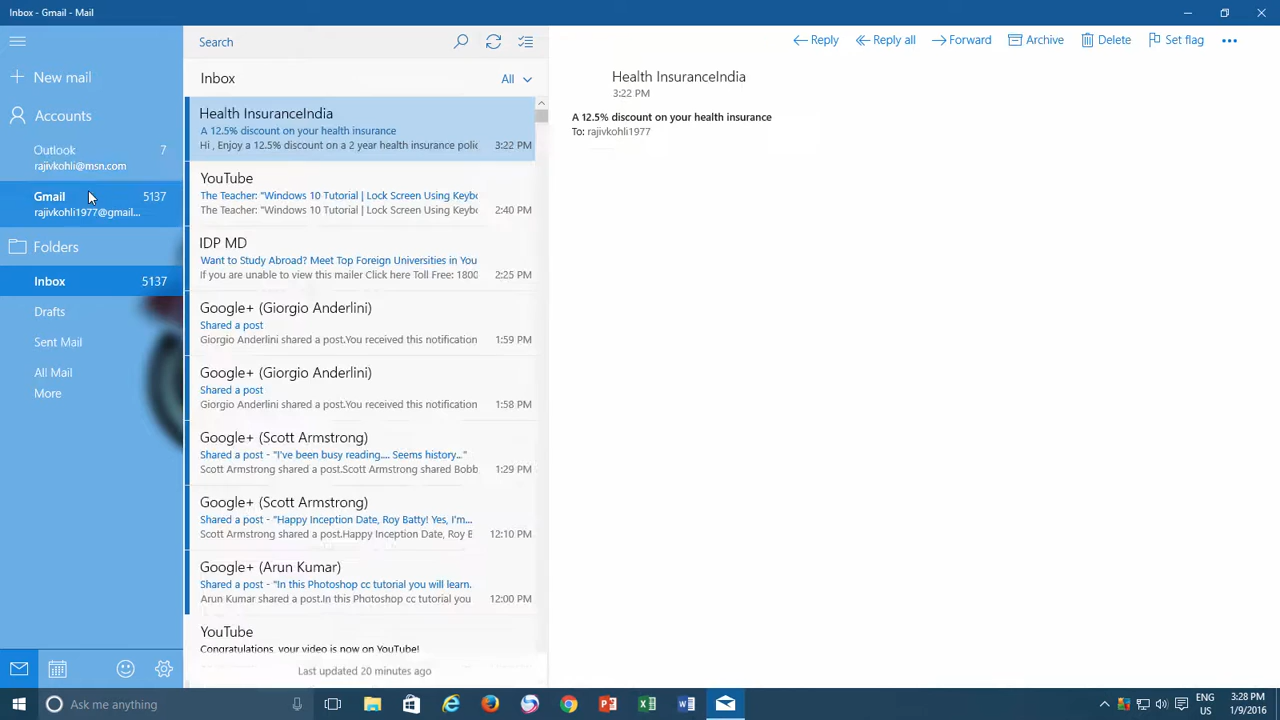 Inbox - Gmail - Mail
Search
Reply
Reply all
Forward
Archive
Delete
Set flag
New mail
Inbox
All
Accounts
Outlook
7
rajivkohli@msn.com
Gmail
5137
rajivkohli1977@gmail...
Folders
Inbox
5137
Drafts
Sent Mail
All Mail
More
Health InsuranceIndia
A 12.5% discount on your health insurance
Hi , Enjoy a 12.5% discount on a 2 year health insurance polic
3:22 PM
YouTube
The Teacher: "Windows 10 Tutorial | Lock Screen Using Keybo
The Teacher: "Windows 10 Tutorial | Lock Screen Using Keybo
2:40 PM
IDP MD
Want to Study Abroad? Meet Top Foreign Universities in You
If you are unable to view this mailer Click here Toll Free: 1800
2:25 PM
Google+ (Giorgio Anderlini)
Shared a post
Giorgio Anderlini shared a post.You received this notification
1:59 PM
Google+ (Giorgio Anderlini)
Shared a post
Giorgio Anderlini shared a post.You received this notification
1:58 PM
Google+ (Scott Armstrong)
Shared a post - "I've been busy reading.... Seems history..."
Scott Armstrong shared a post.Scott Armstrong shared Bobb
1:29 PM
Google+ (Scott Armstrong)
Shared a post - "Happy Inception Date, Roy Batty! Yes, I'm...
Scott Armstrong shared a post.Happy Inception Date, Roy B
12:10 PM
Google+ (Arun Kumar)
Shared a post - "In this Photoshop cc tutorial you will learn.
Arun Kumar shared a post.In this Photoshop cc tutorial you
12:00 PM
YouTube
Congratulations, your video is now on YouTube!
Last updated 20 minutes ago
Health InsuranceIndia
3:22 PM
A 12.5% discount on your health insurance
To: rajivkohli1977
Ask me anything
ENG
US
3:28 PM
1/9/2016